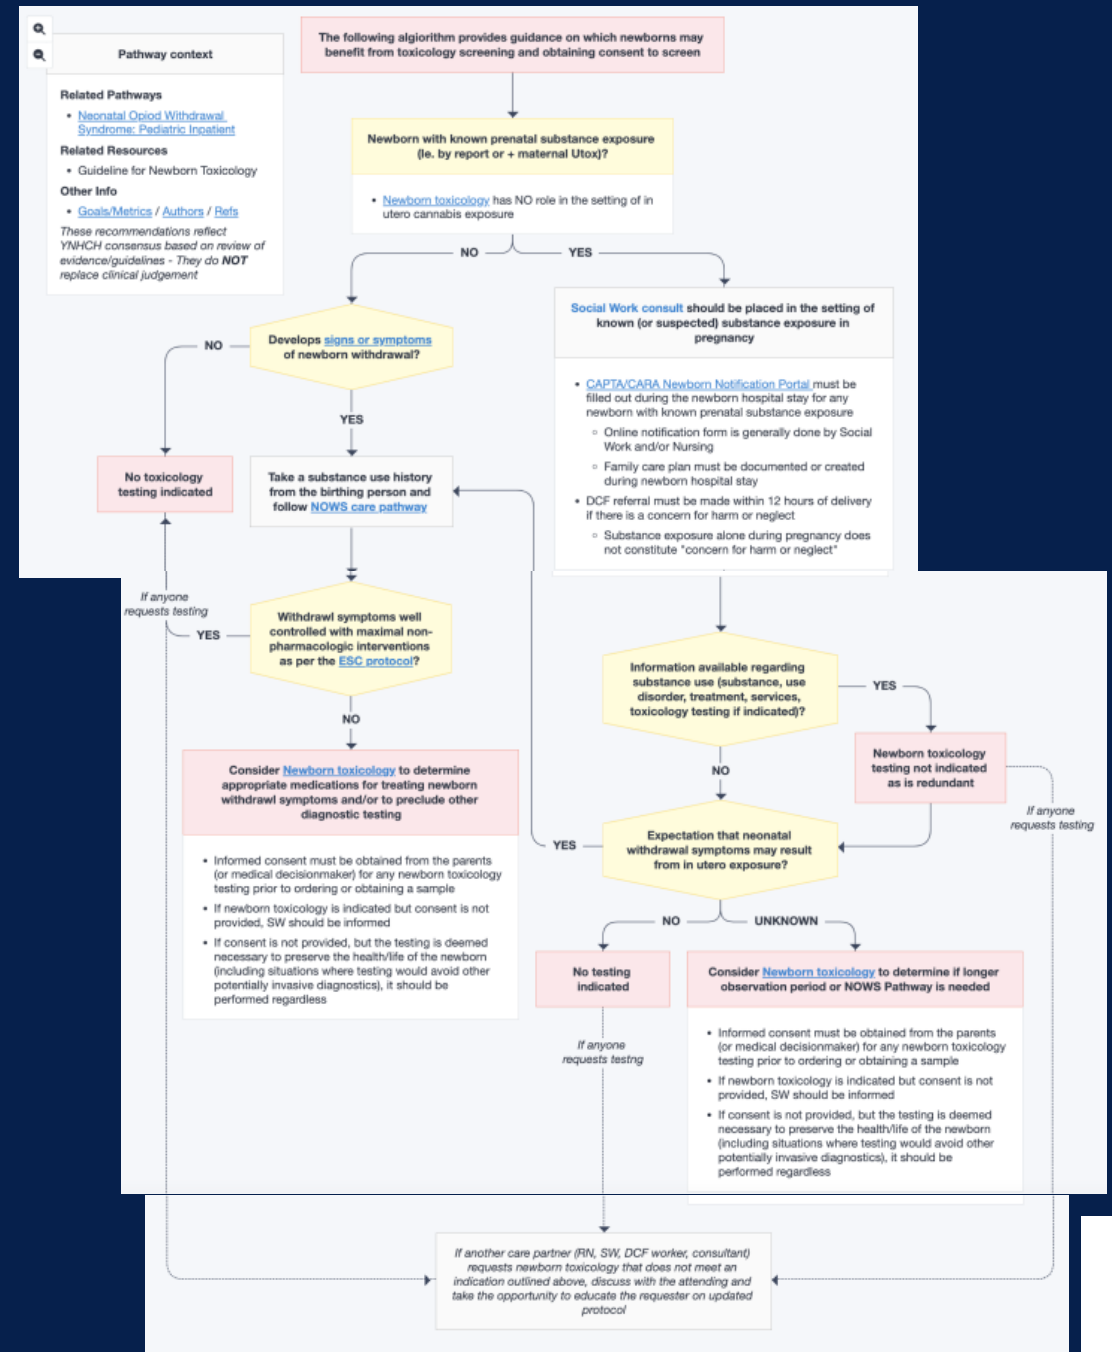 The following algiorithm provides guidance on which newborns may
benefit from toxicology screening and obtaining consent to screen
Pathway context
Related Pathways
• Neonatal Opiod Withdrawal
Syndrome: Pediatric Inpatient
Related Resources
• Guideline for Newborn Toxicology
Other Info
• Goals/Metrics / Authors / Refs
These recommendations reflect
YNHCH consensus based on review of
evidence/guidelines - They do NOT
replace clinical judgement
Newborn with known prenatal substance exposure
(Ie. by report or + maternal Utox)?
• Newborn toxicology has NO role in the setting of in
utero cannabis exposure
NO
YES
Develops signs or symptoms
of newborn withdrawal?
NO
YES
No toxicology
testing indicated
Take a substance use history
from the birthing person and
follow NOWS care pathway
Social Work consult should be placed in the setting of
known (or suspected) substance exposure in
pregnancy
• CAPTA/CARA Newborn Notification Portal must be
filled out during the newborn hospital stay for any
newborn with known prenatal substance exposure
○ Online notification form is generally done by Social
Work and/or Nursing
○ Family care plan must be documented or created
during newborn hospital stay
• DCF referral must be made within 12 hours of delivery
if there is a concern for harm or neglect
○ Substance exposure alone during pregnancy does
not constitute "concern for harm or neglect"
If anyone
requests testing
YES
Withdrawl symptoms well
controlled with maximal non-
pharmacologic interventions
as per the ESC protocol?
NO
Consider Newborn toxicology to determine
appropriate medications for treating newborn
withdrawl symptoms and/or to preclude other
diagnostic testing
• Informed consent must be obtained from the parents
(or medical decisionmaker) for any newborn toxicology
testing prior to ordering or obtaining a sample
• If newborn toxicology is indicated but consent is not
provided, SW should be informed
• If consent is not provided, but the testing is deemed
necessary to preserve the health/life of the newborn
(including situations where testing would avoid other
potentially invasive diagnostics), it should be
performed regardless
Information available regarding
substance use (substance, use
disorder, treatment, services,
toxicology testing if indicated)?
YES
NO
Newborn toxicology
testing not indicated
as is redundant
If anyone
requests testing
Expectation that neonatal
withdrawal symptoms may result
from in utero exposure?
YES
NO
UNKNOWN
No testing
indicated
If anyone
requests testng
Consider Newborn toxicology to determine if longer
observation period or NOWS Pathway is needed
• Informed consent must be obtained from the parents
(or medical decisionmaker) for any newborn toxicology
testing prior to ordering or obtaining a sample
• If newborn toxicology is indicated but consent is not
provided, SW should be informed
• If consent is not provided, but the testing is deemed
necessary to preserve the health/life of the newborn
(including situations where testing would avoid other
potentially invasive diagnostics), it should be
performed regardless
If another care partner (RN, SW, DCF worker, consultant)
requests newborn toxicology that does not meet an
indication outlined above, discuss with the attending and
take the opportunity to educate the requester on updated
protocol